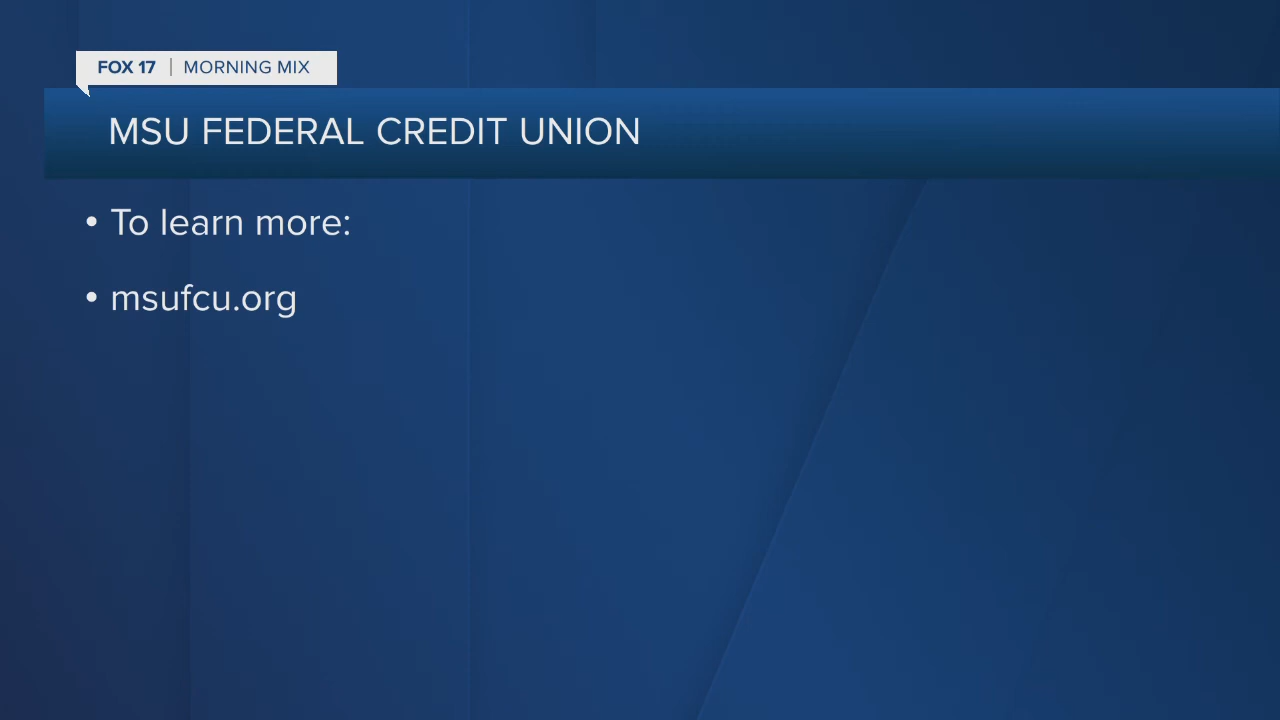 FOX 17 | MORNING MIX
MSU FEDERAL CREDIT UNION
• To learn more:
• msufcu.org